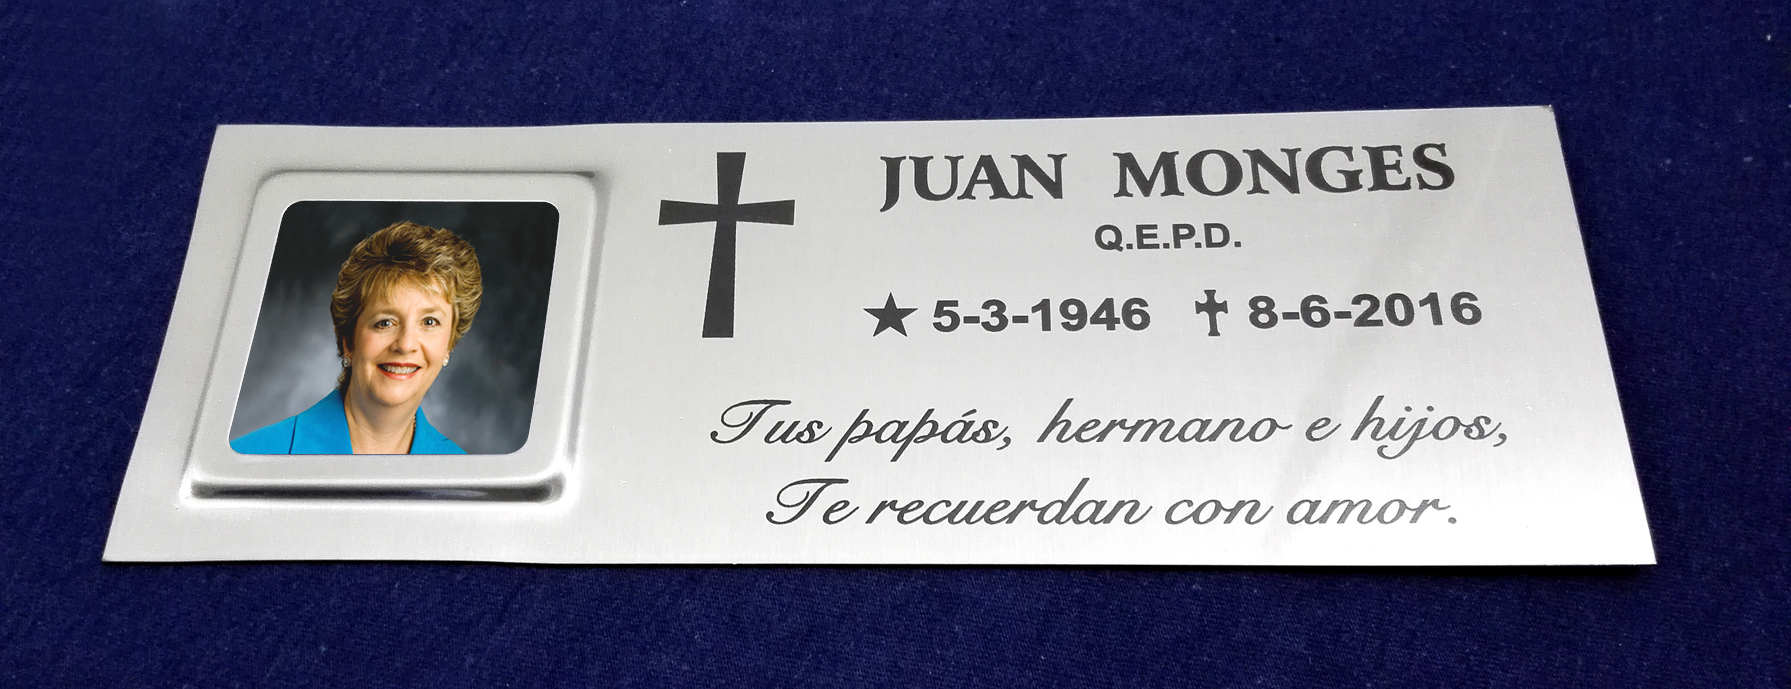 JUAN MONGES
Q.E.P.D.
★ 5-3-1946 ✝ 8-6-2016
Tus papás, hermano e hijos,
Te recuerdan con amor.